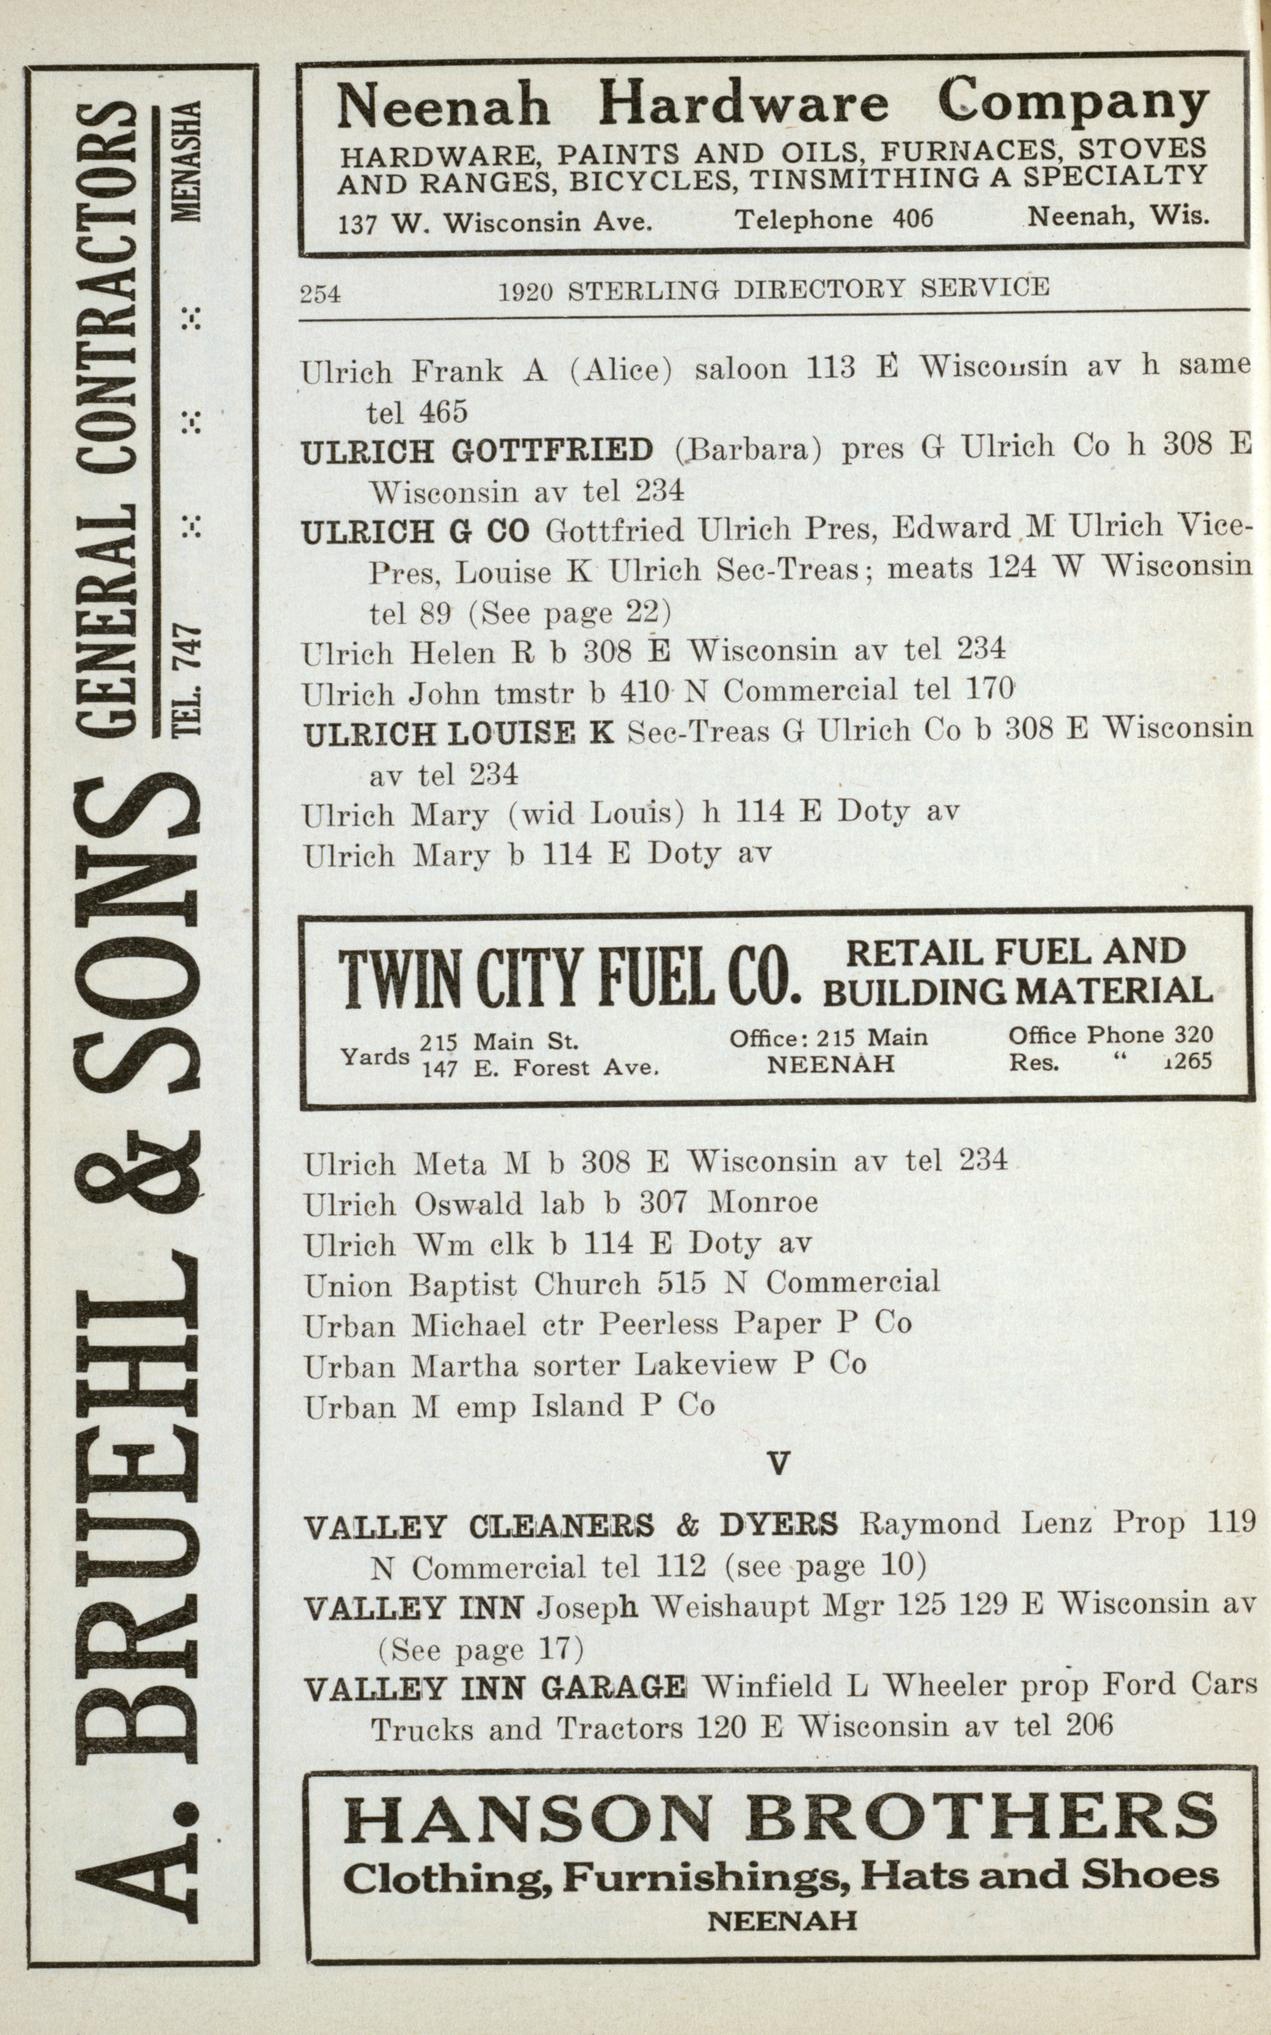 A. BRUEHL & SONS GENERAL CONTRACTORS
TEL. 747 MENASHA
Neenah Hardware Company
HARDWARE, PAINTS AND OILS, FURNACES, STOVES
AND RANGES, BICYCLES, TINSMITHING A SPECIALTY
137 W. Wisconsin Ave. Telephone 406 Neenah, Wis.
254 1920 STERLING DIRECTORY SERVICE
Ulrich Frank A (Alice) saloon 113 E Wisconsin av h same
tel 465
ULRICH GOTTFRIED (Barbara) pres G Ulrich Co h 308 E
Wisconsin av tel 234
ULRICH G CO Gottfried Ulrich Pres, Edward M Ulrich Vice-
Pres, Louise K Ulrich Sec-Treas; meats 124 W Wisconsin
tel 89 (See page 22)
Ulrich Helen R b 308 E Wisconsin av tel 234
Ulrich John tmstr b 410 N Commercial tel 170
ULRICH LOUISE K Sec-Treas G Ulrich Co b 308 E Wisconsin
av tel 234
Ulrich Mary (wid Louis) h 114 E Doty av
Ulrich Mary b 114 E Doty av
TWIN CITY FUEL CO. RETAIL FUEL AND
BUILDING MATERIAL
Yards 215 Main St. Office: 215 Main Office Phone 320
147 E. Forest Ave. NEENAH Res. " 1265
Ulrich Meta M b 308 E Wisconsin av tel 234
Ulrich Oswald lab b 307 Monroe
Ulrich Wm clk b 114 E Doty av
Union Baptist Church 515 N Commercial
Urban Michael ctr Peerless Paper P Co
Urban Martha sorter Lakeview P Co
Urban M emp Island P Co
V
VALLEY CLEANERS & DYERS Raymond Lenz Prop 119
N Commercial tel 112 (see page 10)
VALLEY INN Joseph Weishaupt Mgr 125 129 E Wisconsin av
(See page 17)
VALLEY INN GARAGE Winfield L Wheeler prop Ford Cars
Trucks and Tractors 120 E Wisconsin av tel 206
HANSON BROTHERS
Clothing, Furnishings, Hats and Shoes
NEENAH